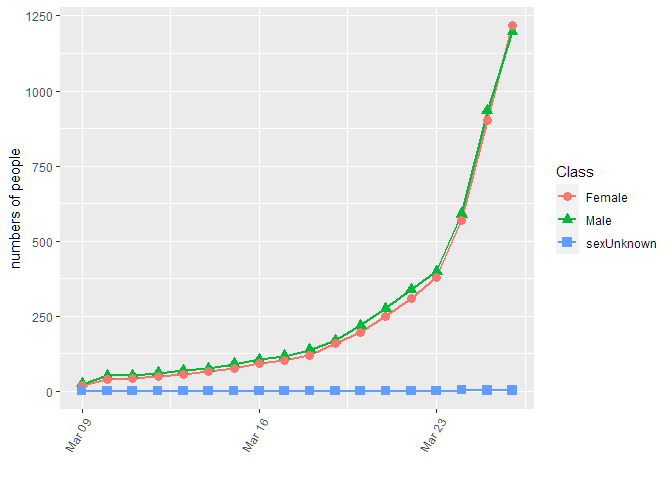 1250
1000
750
500
250
0
numbers of people
Mar 09
Mar 16
Mar 23
Class
Female
Male
sexUnknown